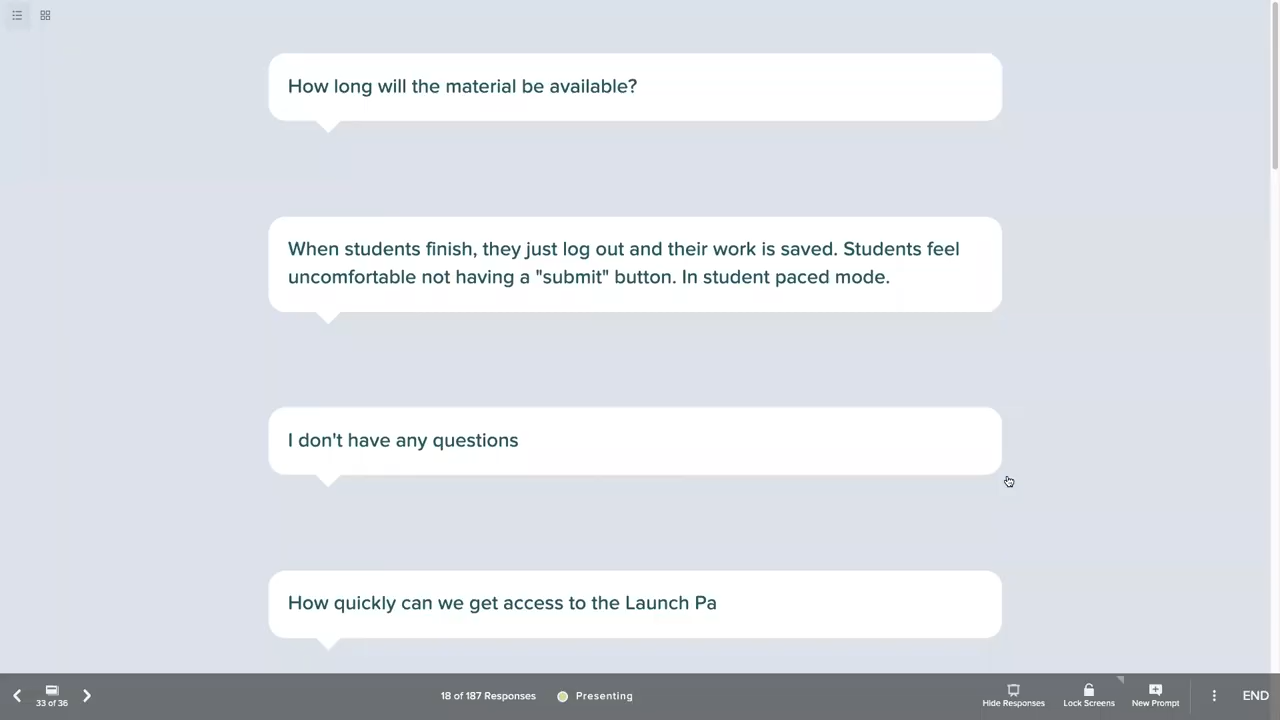 How long will the material be available?
When students finish, they just log out and their work is saved. Students feel
uncomfortable not having a "submit" button. In student paced mode.
I don't have any questions
How quickly can we get access to the Launch Pa
33 of 36
18 of 187 Responses
Presenting
Hide Responses
Lock Screens
New Prompt
END